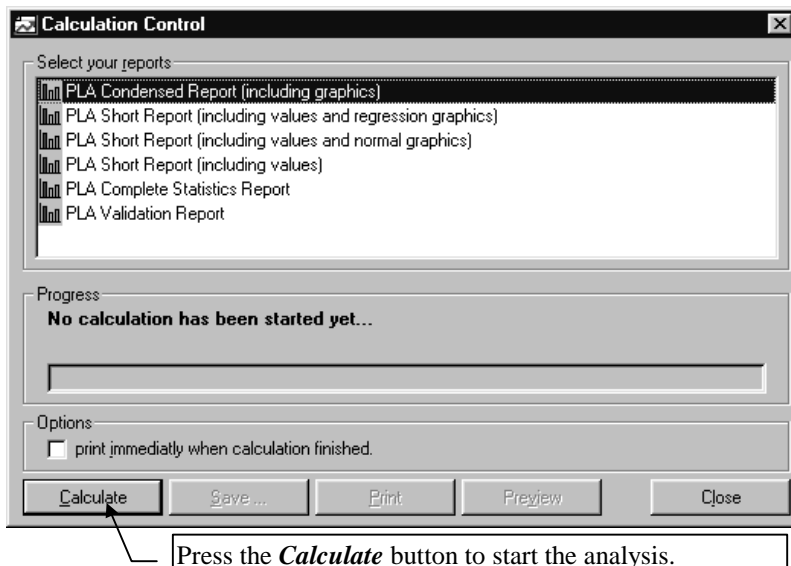 Calculation Control
Select your reports
PLA Condensed Report (including graphics)
PLA Short Report (including values and regression graphics)
PLA Short Report (including values and normal graphics)
PLA Short Report (including values)
PLA Complete Statistics Report
PLA Validation Report
Progress
No calculation has been started yet...
Options
print immediatly when calculation finished.
Calculate Save ... Print Preview Close
Press the Calculate button to start the analysis.